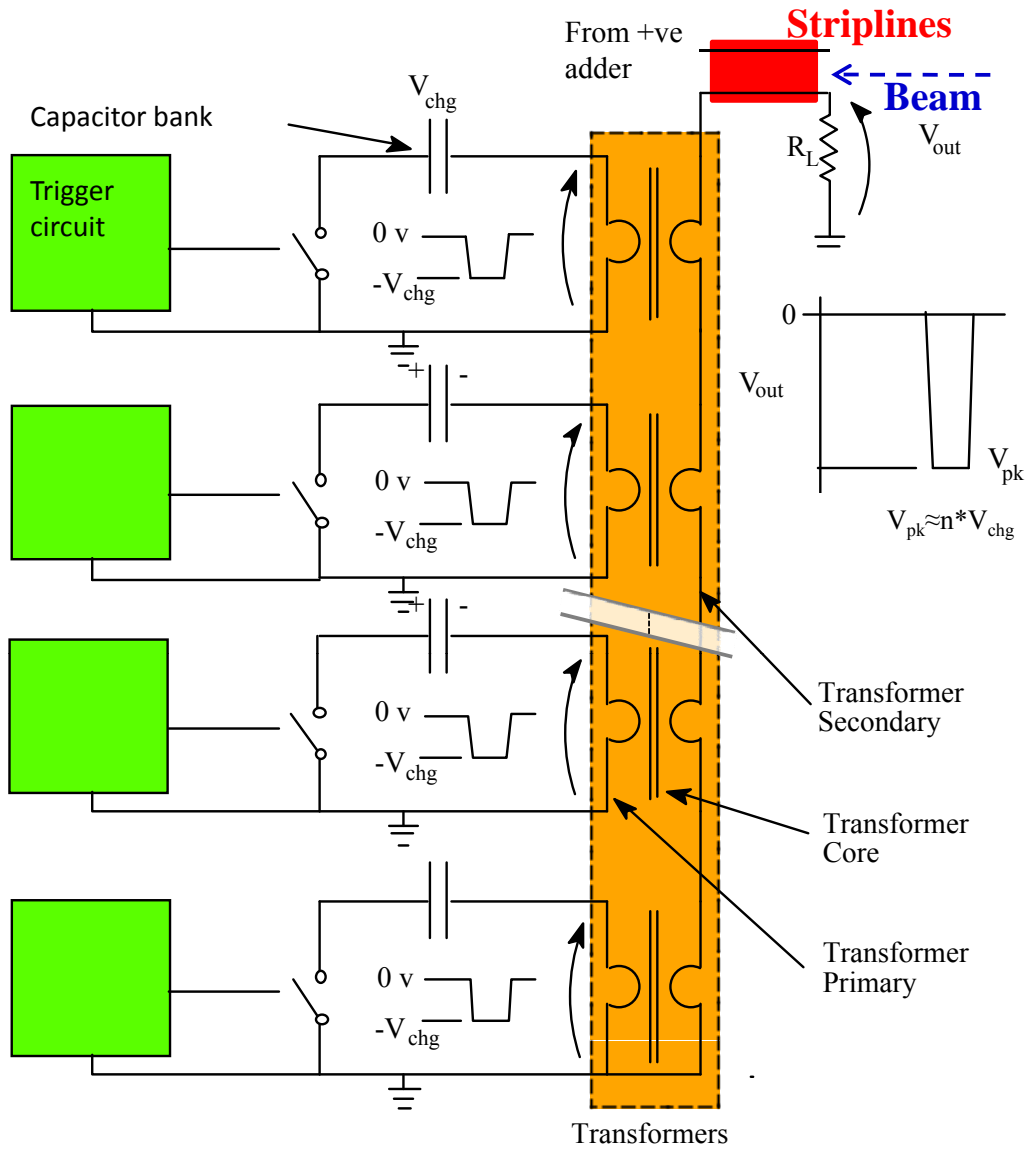 From +ve
adder
Striplines
Beam
V_chg
Capacitor bank
R_L
V_out
Trigger
circuit
0 v
-V_chg
0
V_out
V_pk
V_pk≈n*V_chg
+ -
0 v
-V_chg
+ -
0 v
-V_chg
Transformer
Secondary
Transformer
Core
0 v
-V_chg
Transformer
Primary
Transformers